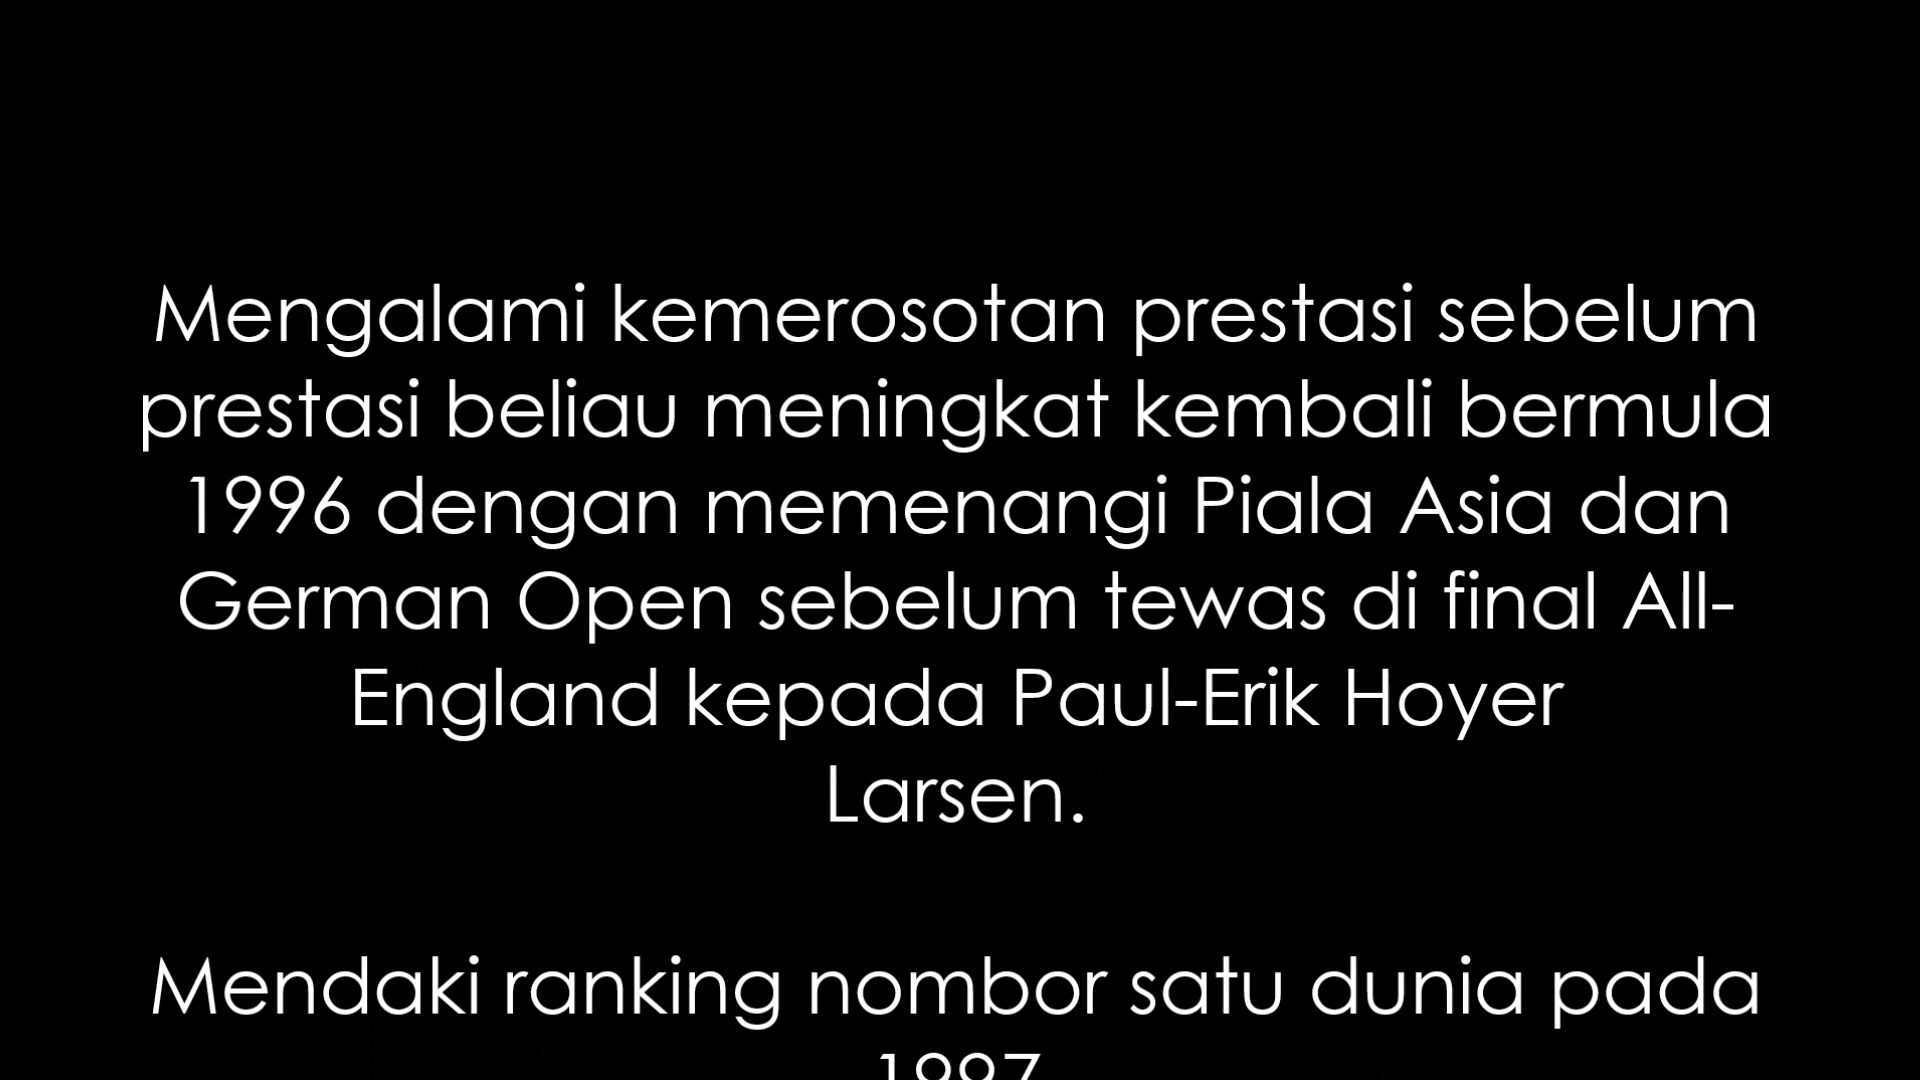 Mengalami kemerosotan prestasi sebelum
prestasi beliau meningkat kembali bermula
1996 dengan memenangi Piala Asia dan
German Open sebelum tewas di final All-
England kepada Paul-Erik Hoyer
Larsen.
Mendaki ranking nombor satu dunia pada
1997